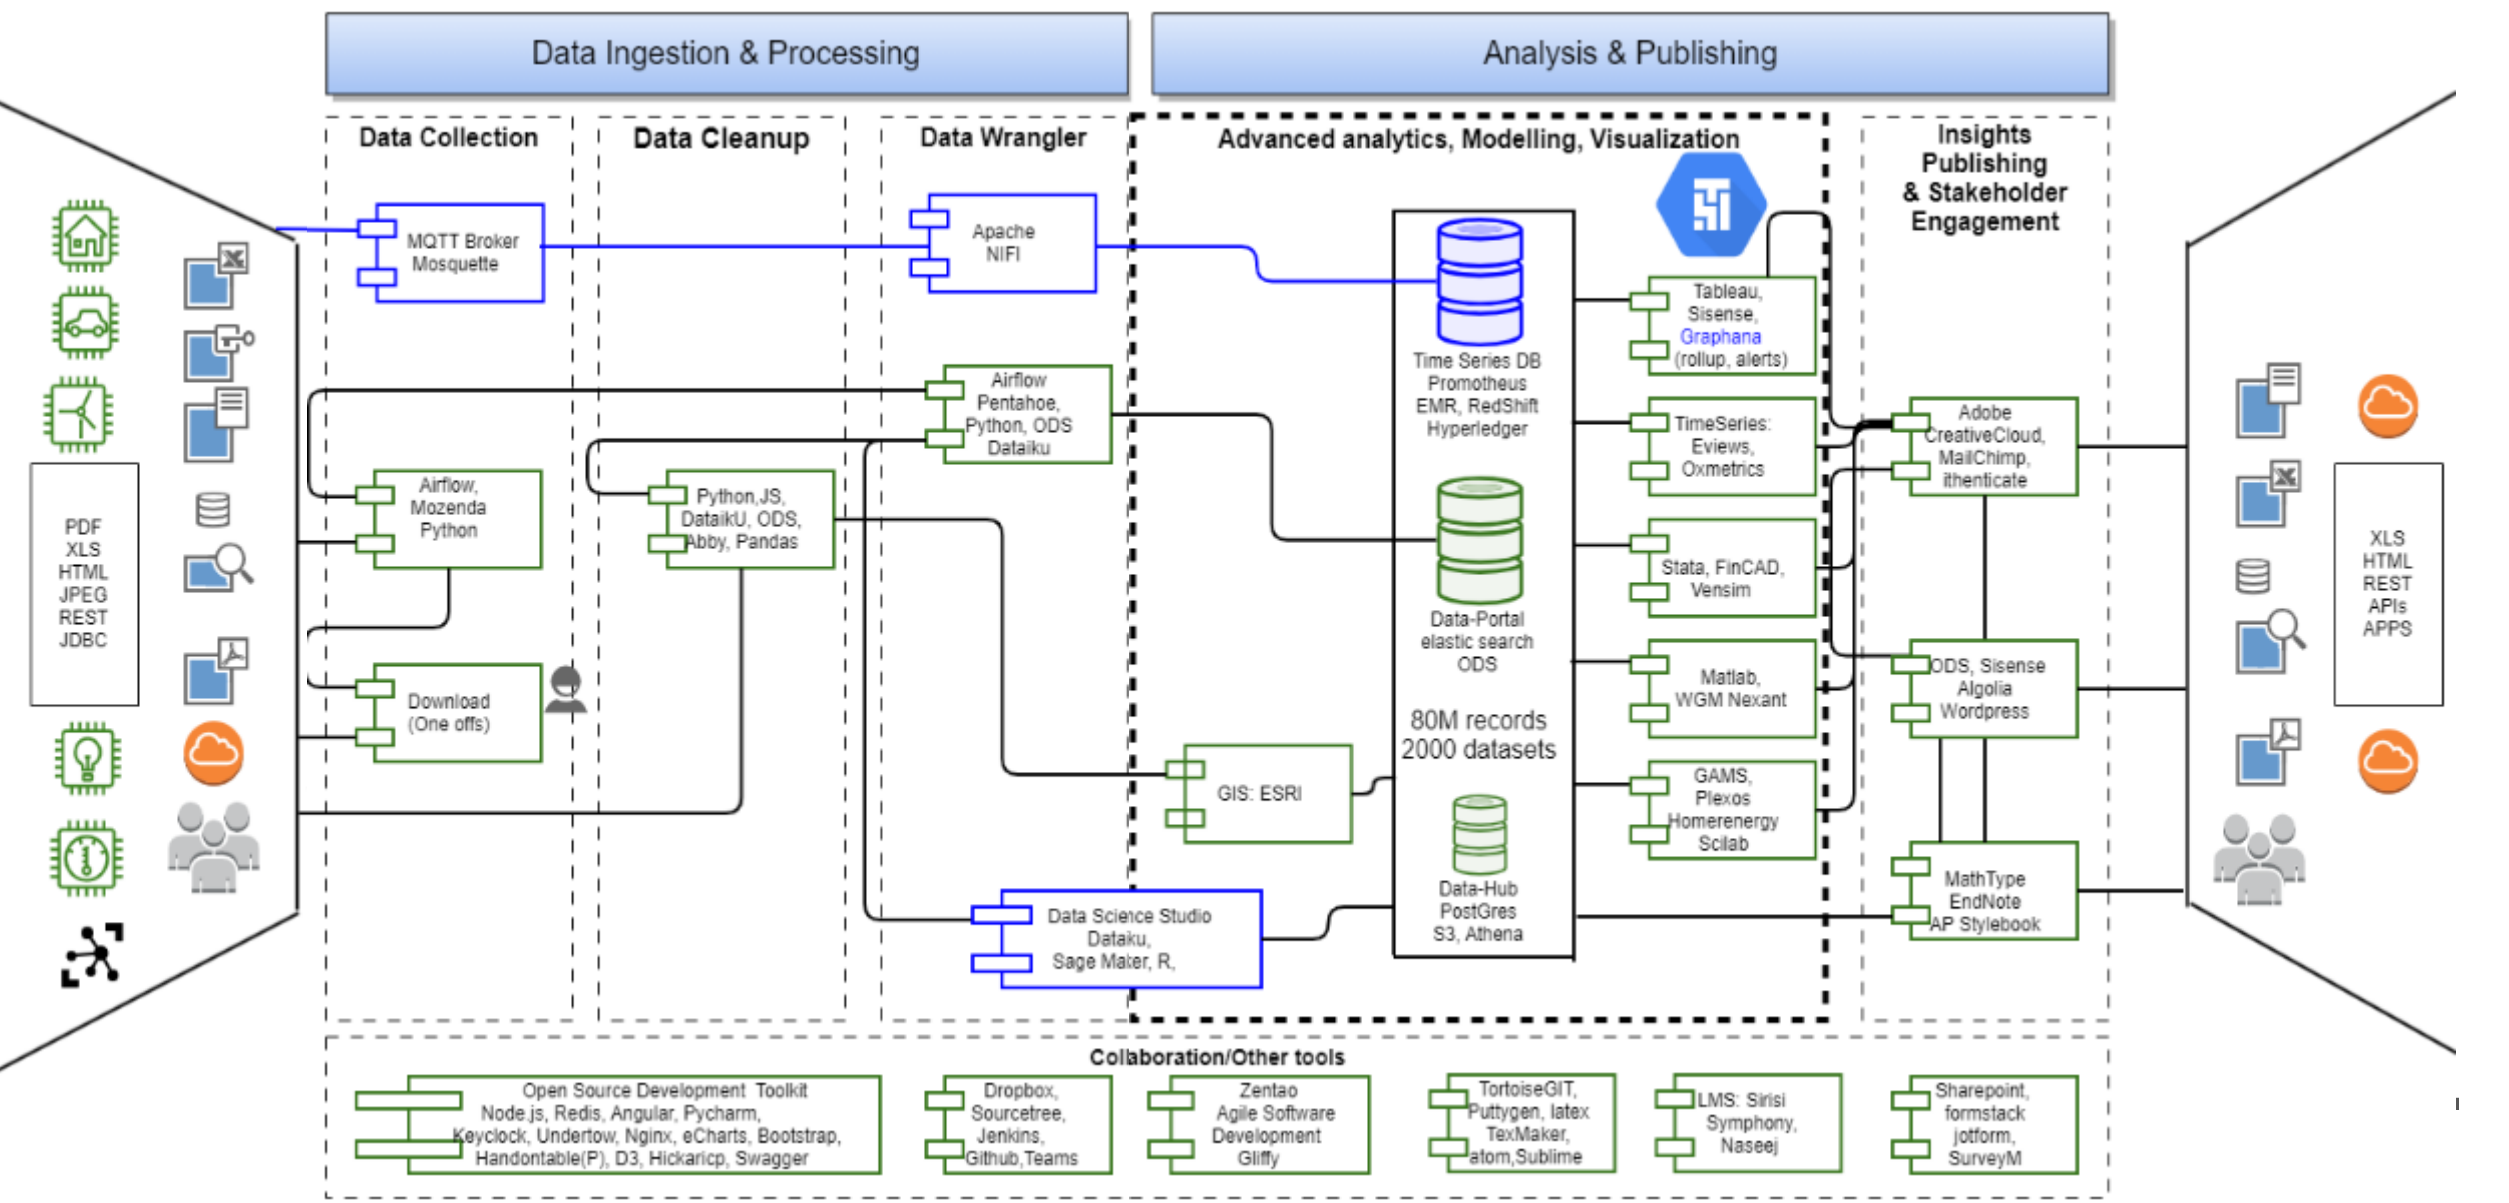 Data Ingestion & Processing
Analysis & Publishing
Data Collection
Data Cleanup
Data Wrangler
Advanced analytics, Modelling, Visualization
Insights
Publishing
& Stakeholder
Engagement
PDF
XLS
HTML
JPEG
REST
JDBC
MQTT Broker
Mosquette
Airflow,
Mozenda
Python
Download
(One offs)
Python,JS,
DataikU, ODS,
Abby, Pandas
Apache
NIFI
Airflow
Pentahoe,
Python, ODS
Dataiku
GIS: ESRI
Data Science Studio
Dataku,
Sage Maker, R,
Time Series DB
Promotheus
EMR, RedShift
Hyperledger
Data-Portal
elastic search
ODS
80M records
2000 datasets
Data-Hub
PostGres
S3, Athena
Tableau,
Sisense,
Graphana
(rollup, alerts)
TimeSeries:
Eviews,
Oxmetrics
Stata, FinCAD,
Vensim
Matlab,
WGM Nexant
GAMS,
Plexos
Homerenergy
Scilab
Adobe
CreativeCloud,
MailChimp,
ithenticate
ODS, Sisense
Algolia
Wordpress
MathType
EndNote
AP Stylebook
XLS
HTML
REST
APIs
APPS
Collaboration/Other tools
Open Source Development Toolkit
Node.js, Redis, Angular, Pycharm,
Keyclock, Undertow, Nginx, eCharts, Bootstrap,
Handontable(P), D3, Hickaricp, Swagger
Dropbox,
Sourcetree,
Jenkins,
Github,Teams
Zentao
Agile Software
Development
Gliffy
TortoiseGIT,
Puttygen, latex
TexMaker,
atom,Sublime
LMS: Sirisi
Symphony,
Naseej
Sharepoint,
formstack
jotform,
SurveyM